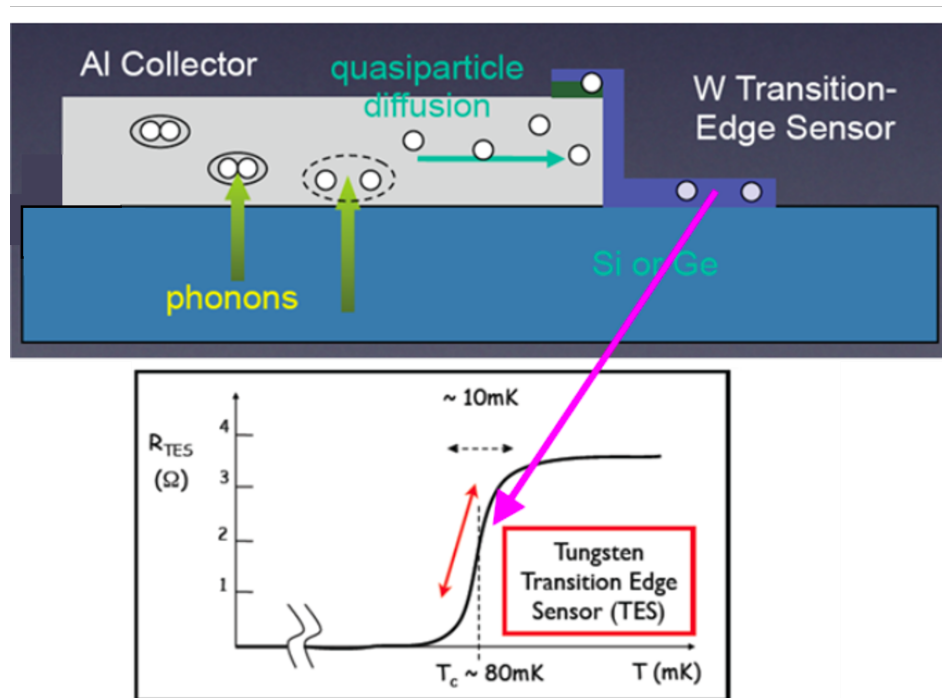 Al Collector
quasiparticle
diffusion
W Transition-
Edge Sensor
Si or Ge
phonons
~ 10mK
R_TES
(Ω)
4
3
2
1
Tungsten
Transition Edge
Sensor (TES)
T_c ~ 80mK
T (mK)